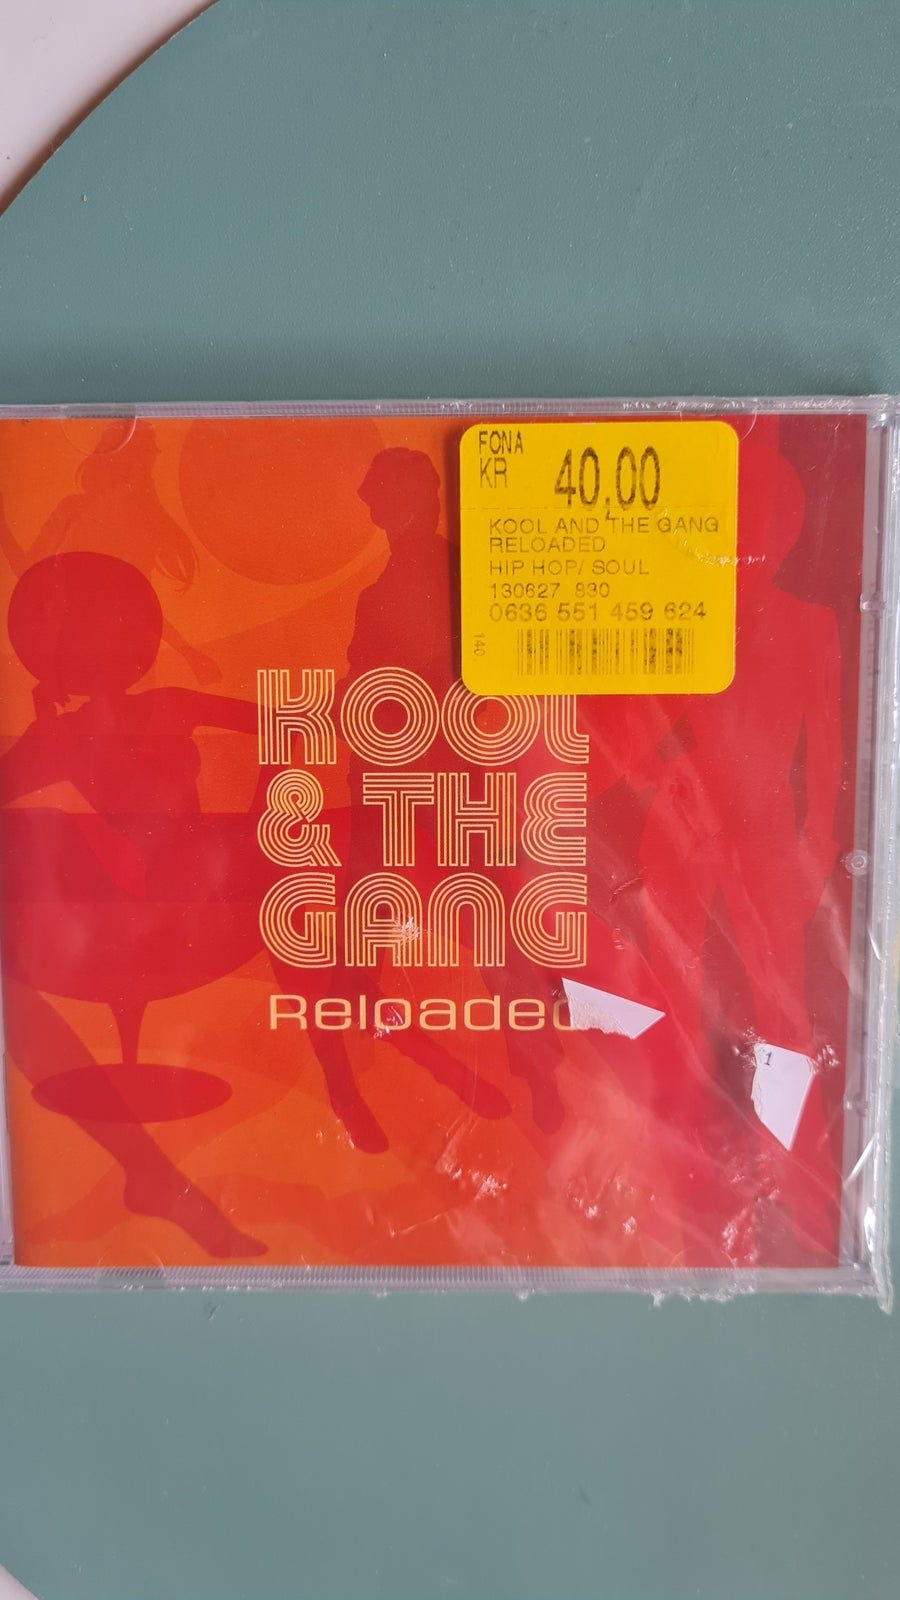 FONA
KR 40,00
KOOL AND THE GANG
RELOADED
HIP HOP/ SOUL
130627 830
0636 551 459 624
140
KOOL
& THE
GANG
Reloaded
1